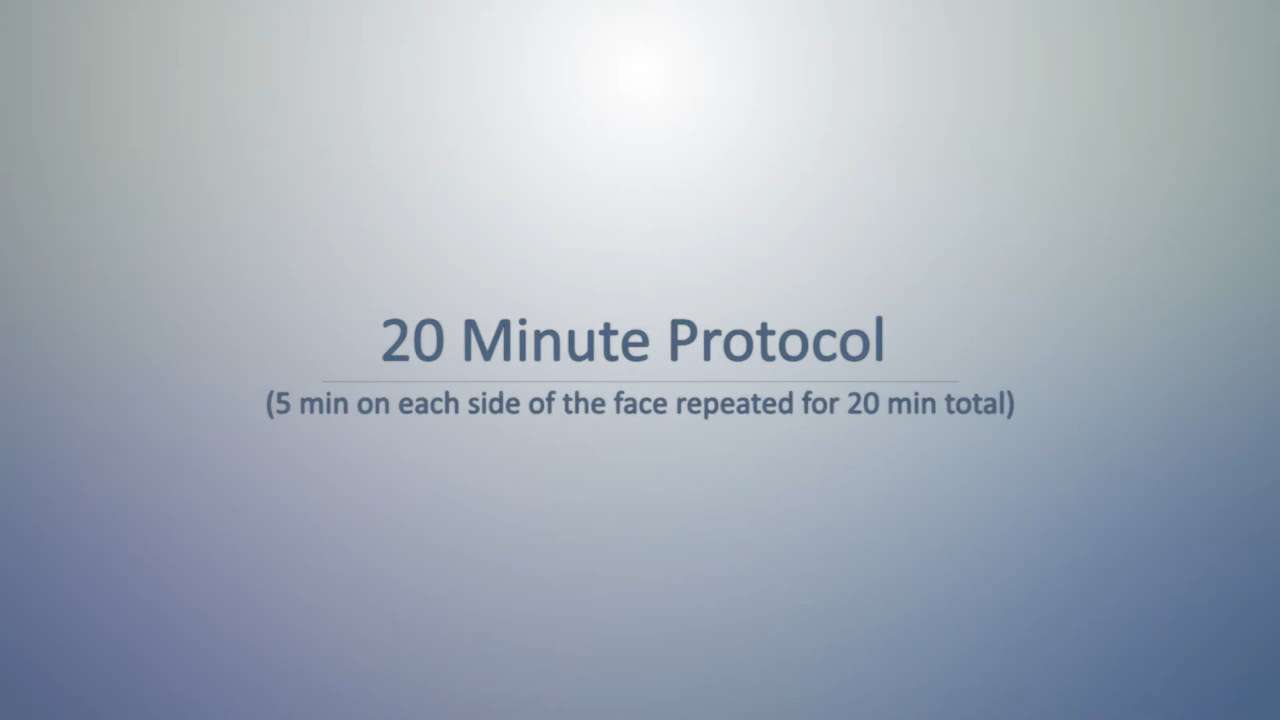 20 Minute Protocol
(5 min on each side of the face repeated for 20 min total)